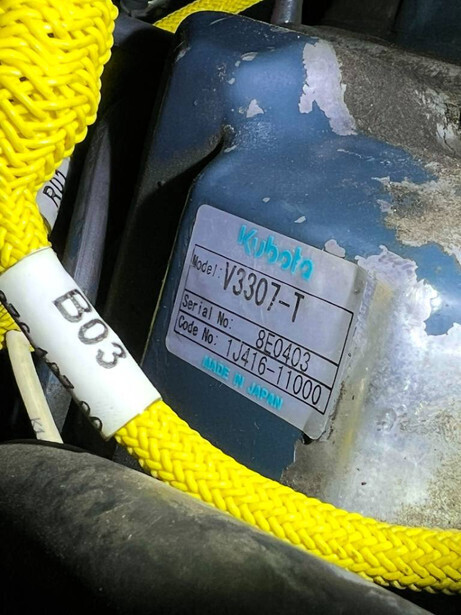 Kubota
Model: V3307-T
Serial No: 8E0403
Code No: 1J416-11000
MADE IN JAPAN
B03